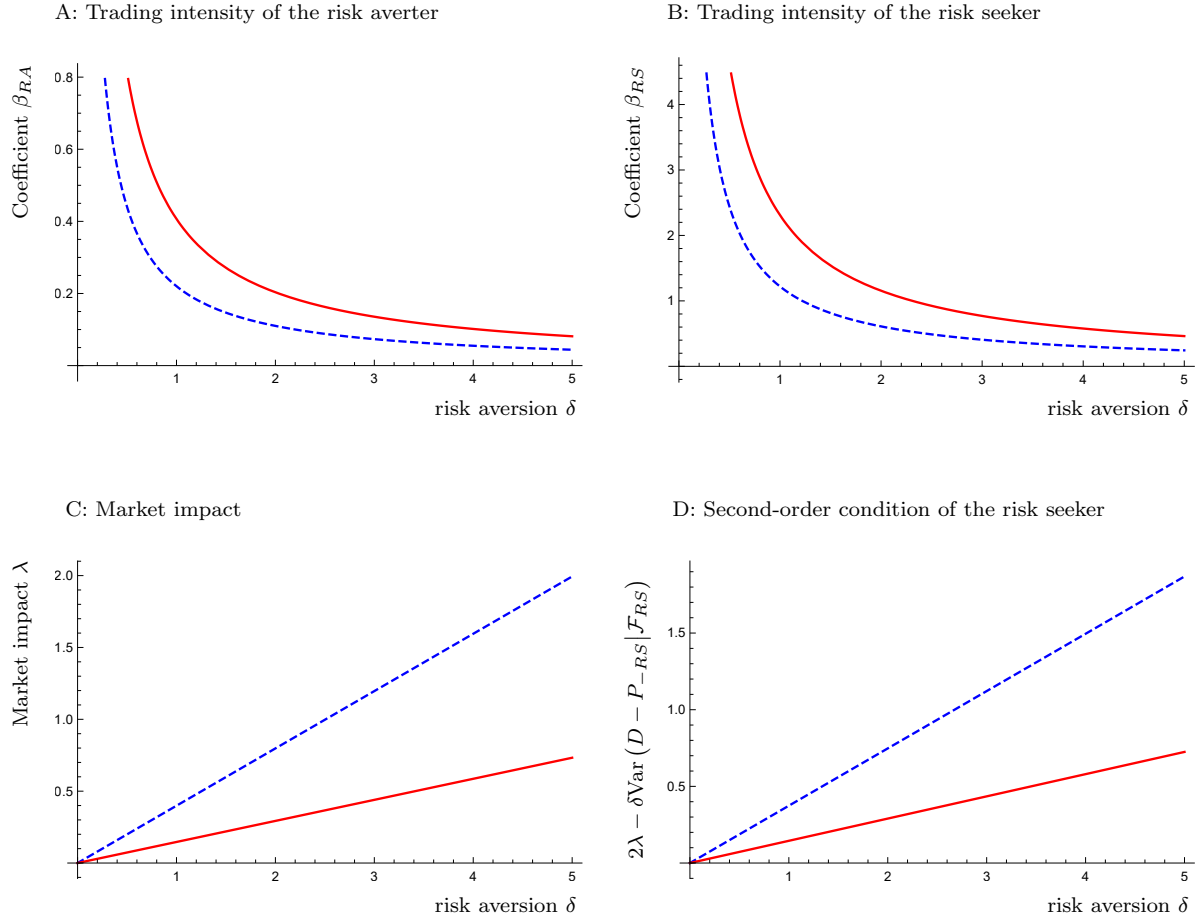 A: Trading intensity of the risk averter
Coefficient β_RA
0.8
0.6
0.4
0.2
1 2 3 4 5
risk aversion δ
B: Trading intensity of the risk seeker
Coefficient β_RS
4
3
2
1
1 2 3 4 5
risk aversion δ
C: Market impact
Market impact λ
2.0
1.5
1.0
0.5
1 2 3 4 5
risk aversion δ
D: Second-order condition of the risk seeker
2λ − δVar (D − P_−RS|ℱ_RS)
1.5
1.0
0.5
1 2 3 4 5
risk aversion δ